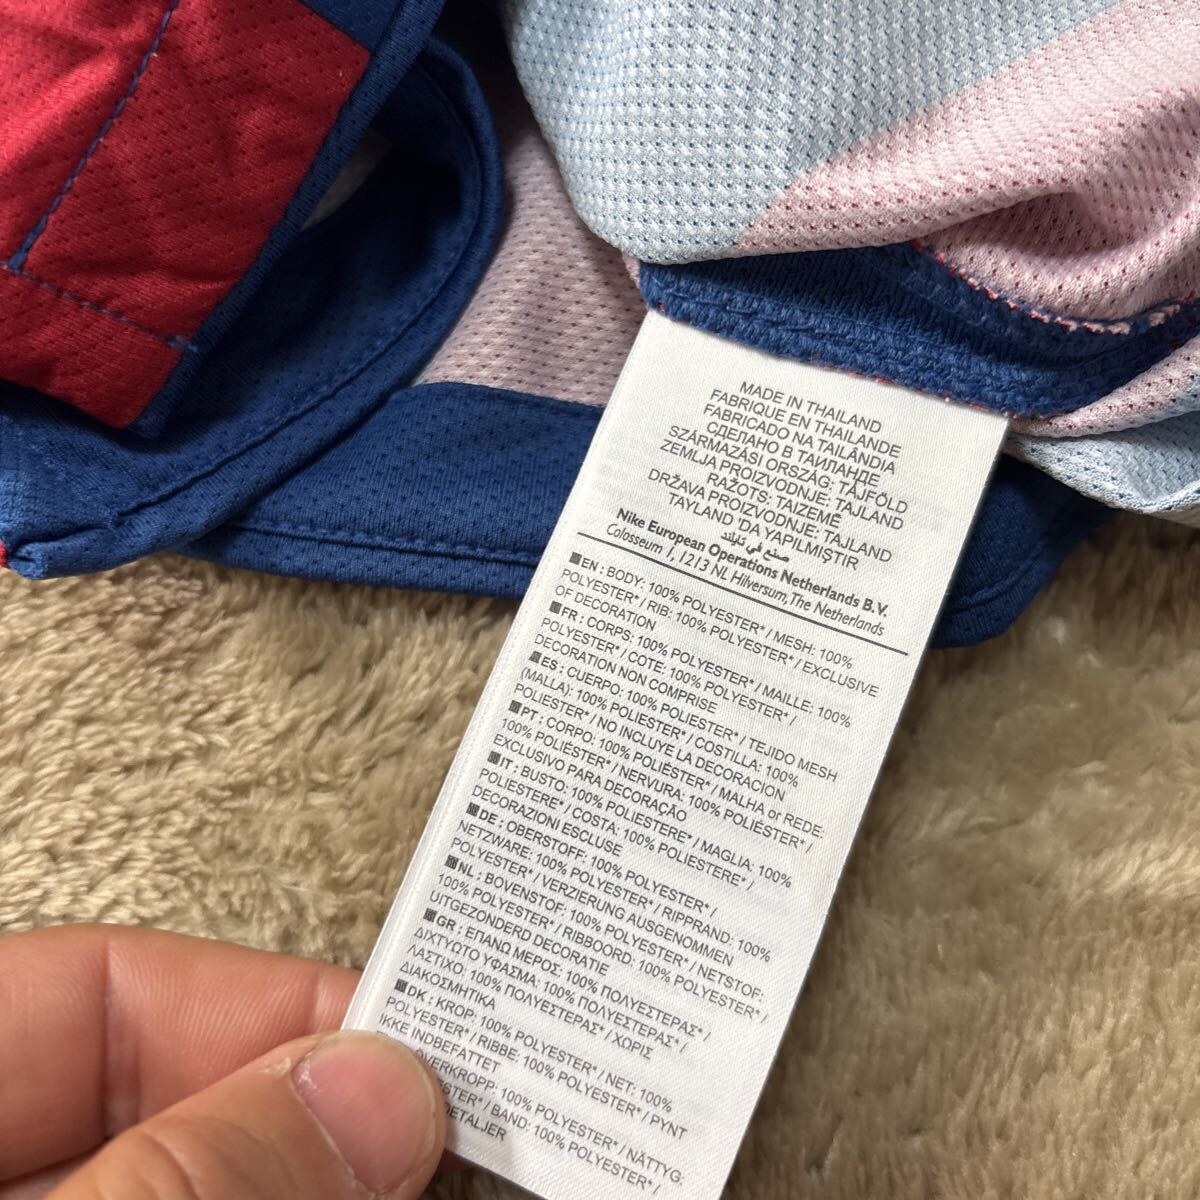 MADE IN THAILAND
FABRIQUE EN THAILANDE
FABRICADO NA TAILÂNDIA
СДЕЛАНО В ТАИЛАНДЕ
SZÁRMAZÁSI ORSZÁG: TÁJFÖLD
ZEMLJA PROIZVODNJE: TAJLAND
RAŽOTS: TAIZEMĒ
DRŽAVA PROIZVODNJE: TAJLAND
TAYLAND 'DA YAPILMIŞTIR
صنع في تايلند
Nike European Operations Netherlands B.V.
Colosseum 1, 1213 NL Hilversum, The Netherlands
EN : BODY: 100% POLYESTER* / MESH: 100%
POLYESTER* / RIB: 100% POLYESTER* / EXCLUSIVE
OF DECORATION
FR : CORPS: 100% POLYESTER* / MAILLE: 100%
POLYESTER* / COTE: 100% POLYESTER* /
DECORATION NON COMPRISE
ES : CUERPO: 100% POLIESTER* / TEJIDO MESH
(MALLA): 100% POLIESTER* / COSTILLA: 100%
POLIESTER* / NO INCLUYE LA DECORACION
PT : CORPO: 100% POLIÉSTER* / MALHA or REDE:
100% POLIÉSTER* / NERVURA: 100% POLIÉSTER* /
EXCLUSIVO PARA DECORAÇÃO
IT : BUSTO: 100% POLIESTERE* / MAGLIA: 100%
POLIESTERE* / COSTA: 100% POLIESTERE* /
DECORAZIONI ESCLUSE
DE : OBERSTOFF: 100% POLYESTER* /
NETZWARE: 100% POLYESTER* / RIPPRAND: 100%
POLYESTER* / VERZIERUNG AUSGENOMMEN
NL : BOVENSTOF: 100% POLYESTER* / NETSTOF:
100% POLYESTER* / RIBBOORD: 100% POLYESTER* /
UITGEZONDERD DECORATIE
GR : ΕΠΑΝΩ ΜΕΡΟΣ: 100% ΠΟΛΥΕΣΤΕΡΑΣ* /
ΔΙΧΤΥΩΤΟ ΥΦΑΣΜΑ: 100% ΠΟΛΥΕΣΤΕΡΑΣ* /
ΛΑΣΤΙΧΟ: 100% ΠΟΛΥΕΣΤΕΡΑΣ* / ΧΩΡΙΣ
ΔΙΑΚΟΣΜΗΤΙΚΑ
DK : KROP: 100% POLYESTER* / NET: 100%
POLYESTER* / RIBBE: 100% POLYESTER* / PYNT
IKKE INDBEFATTET
OVERKROPP: 100% POLYESTER* / NÄTTYG:
POLYESTER* / BAND: 100% POLYESTER* /
DETALJER